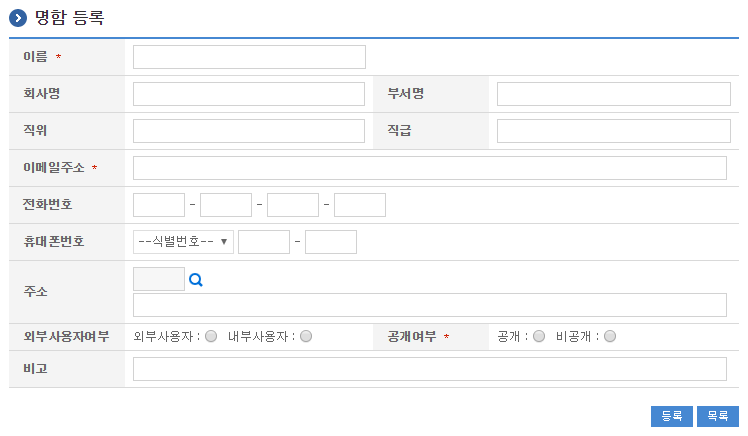 명함 등록
이름 *
회사명 부서명
직위 직급
이메일주소 *
전화번호 - - -
휴대폰번호 --식별번호-- -
주소
외부사용자여부 외부사용자 : 내부사용자 : 공개여부 * 공개 : 비공개 :
비고
등록 목록